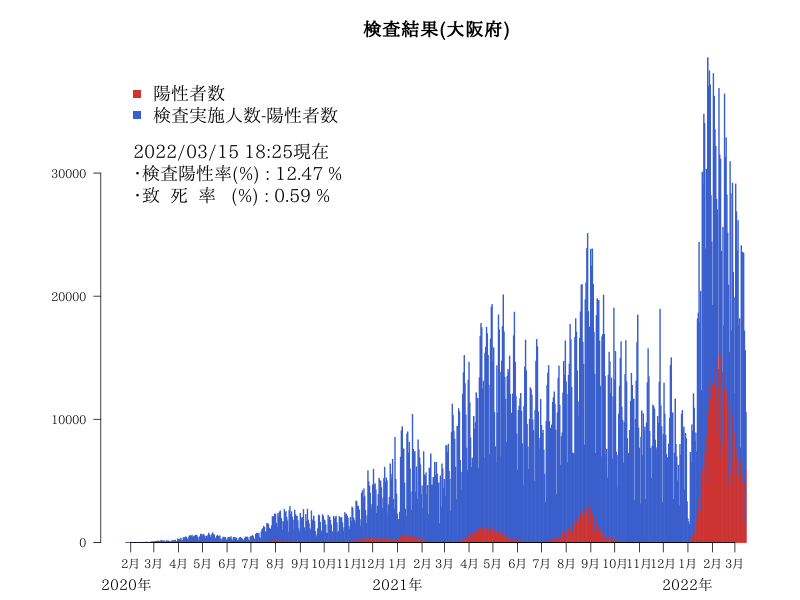 検査結果(大阪府)
陽性者数
検査実施人数-陽性者数
2022/03/15 18:25現在
・検査陽性率(%) : 12.47 %
・致 死 率 (%) : 0.59 %
30000
20000
10000
0
2月 3月 4月 5月 6月 7月 8月 9月 10月 11月 12月 1月 2月 3月 4月 5月 6月 7月 8月 9月 10月 11月 12月 1月 2月 3月
2020年 2021年 2022年